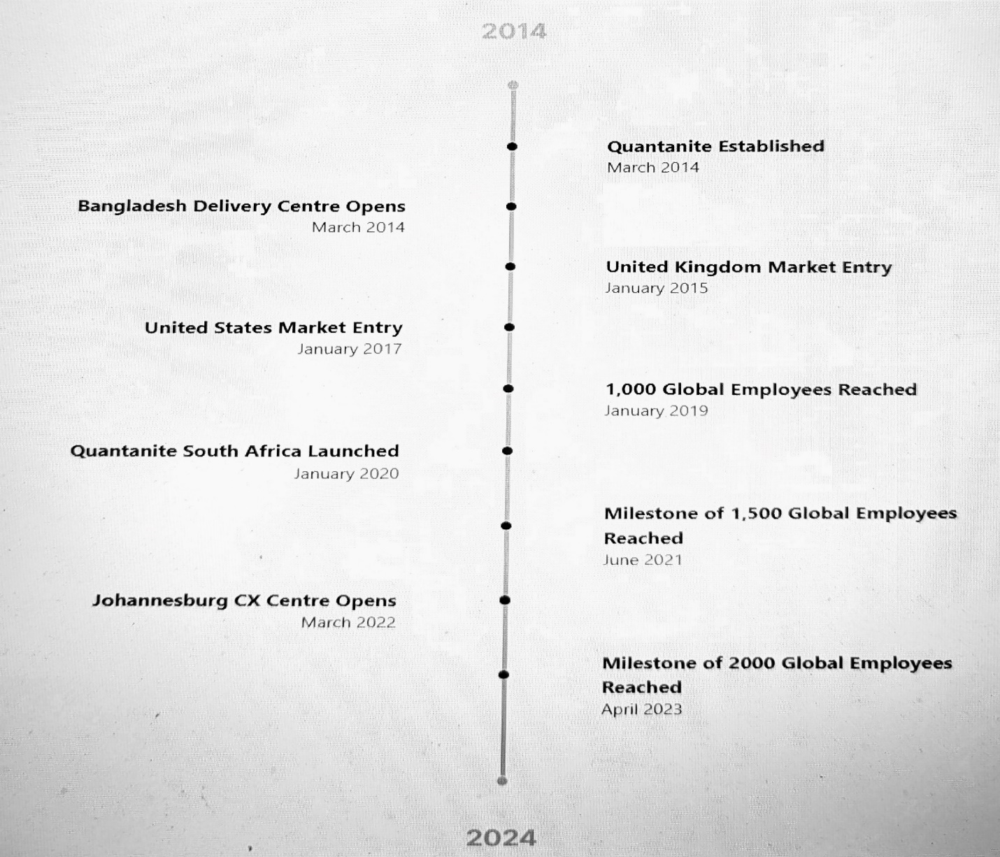 2014
Quantanite Established
March 2014
Bangladesh Delivery Centre Opens
March 2014
United Kingdom Market Entry
January 2015
United States Market Entry
January 2017
1,000 Global Employees Reached
January 2019
Quantanite South Africa Launched
January 2020
Milestone of 1,500 Global Employees
Reached
June 2021
Johannesburg CX Centre Opens
March 2022
Milestone of 2000 Global Employees
Reached
April 2023
2024